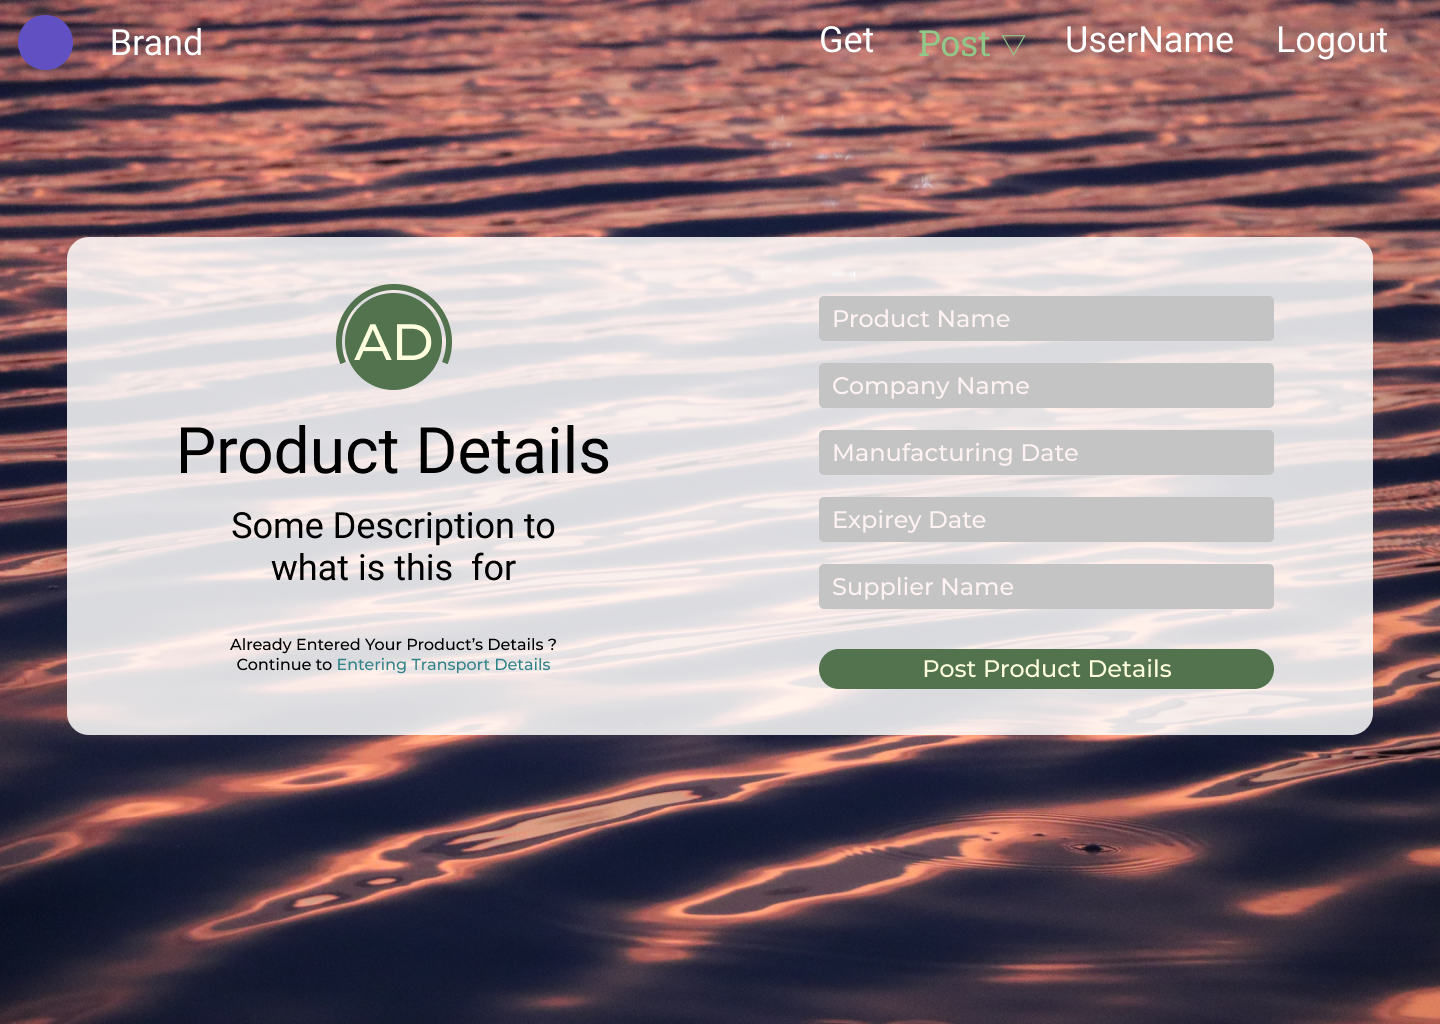 Brand
Get
Post
UserName
Logout
AD
Product Details
Some Description to
what is this  for
Already Entered Your Product’s Details ?
Continue to Entering Transport Details
Product Name
Company Name
Manufacturing Date
Expirey Date
Supplier Name
Post Product Details